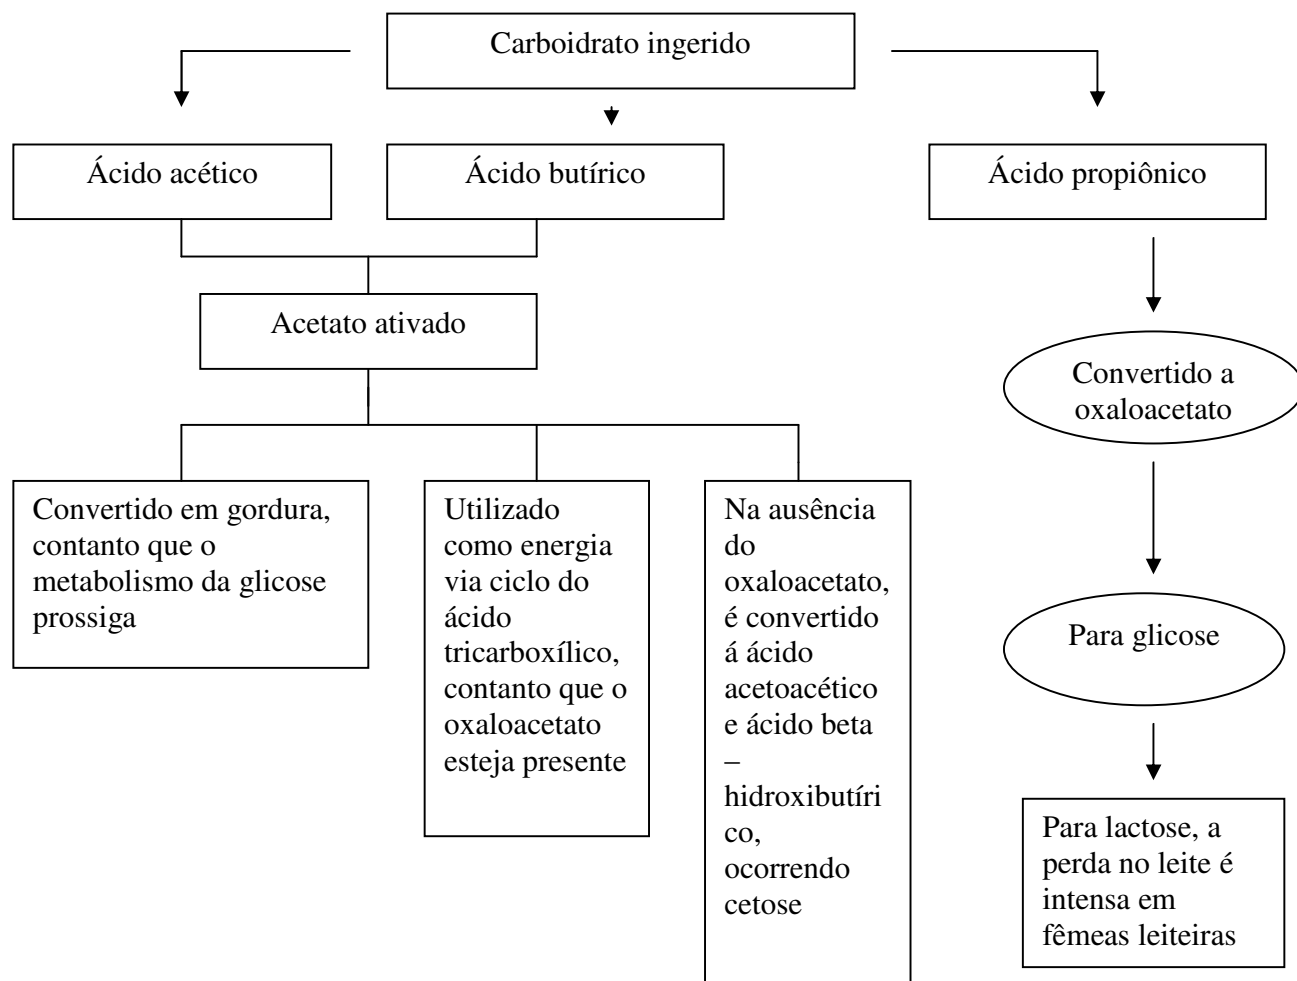 Carboidrato ingerido
Ácido acético
Ácido butírico
Ácido propiônico
Acetato ativado
Convertido a
oxaloacetato
Convertido em gordura,
contanto que o
metabolismo da glicose
prossiga
Utilizado
como energia
via ciclo do
ácido
tricarboxílico,
contanto que o
oxaloacetato
esteja presente
Na ausência
do
oxaloacetato,
é convertido
á ácido
acetoacético
e ácido beta
–
hidroxibutíri
co,
ocorrendo
cetose
Para glicose
Para lactose, a
perda no leite é
intensa em
fêmeas leiteiras